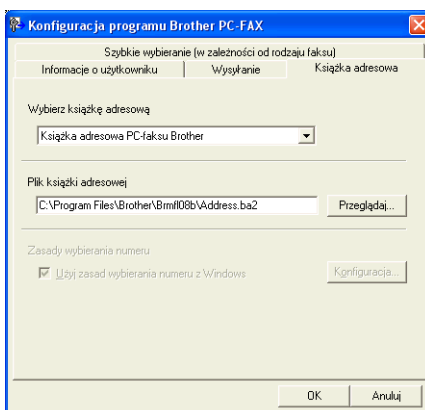 Konfiguracja programu Brother PC-FAX
Szybkie wybieranie (w zależności od rodzaju faksu)
Informacje o użytkowniku
Wysyłanie
Książka adresowa
Wybierz książkę adresową
Książka adresowa PC-faksu Brother
Plik książki adresowej
C:\Program Files\Brother\Brmfl08b\Address.ba2
Przeglądaj...
Zasady wybierania numeru
Użyj zasad wybierania numeru z Windows
Konfiguracja...
OK
Anuluj